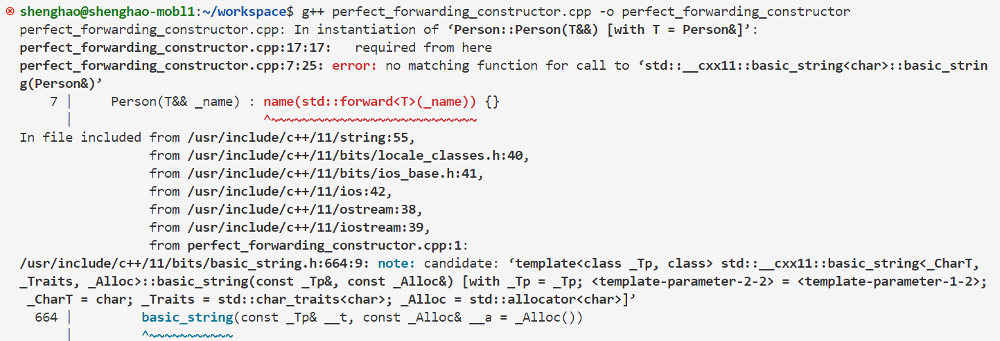 shenghao@shenghao-mobl1:~/workspace$ g++ perfect_forwarding_constructor.cpp -o perfect_forwarding_constructor
perfect_forwarding_constructor.cpp: In instantiation of ‘Person::Person(T&&) [with T = Person&]’:
perfect_forwarding_constructor.cpp:17:17:   required from here
perfect_forwarding_constructor.cpp:7:25: error: no matching function for call to ‘std::__cxx11::basic_string<char>::basic_strin
g(Person&)’
    7 |     Person(T&& _name) : name(std::forward<T>(_name)) {}
      |                         ^~~~~~~~~~~~~~~~~~~~~~~~~~~
In file included from /usr/include/c++/11/string:55,
                 from /usr/include/c++/11/bits/locale_classes.h:40,
                 from /usr/include/c++/11/bits/ios_base.h:41,
                 from /usr/include/c++/11/ios:42,
                 from /usr/include/c++/11/ostream:38,
                 from /usr/include/c++/11/iostream:39,
                 from perfect_forwarding_constructor.cpp:1:
/usr/include/c++/11/bits/basic_string.h:664:9: note: candidate: ‘template<class _Tp, class> std::__cxx11::basic_string<_CharT,
_Traits, _Alloc>::basic_string(const _Tp&, const _Alloc&) [with _Tp = _Tp; <template-parameter-2-2> = <template-parameter-1-2>;
 _CharT = char; _Traits = std::char_traits<char>; _Alloc = std::allocator<char>]’
  664 |         basic_string(const _Tp& __t, const _Alloc& __a = _Alloc())
      |         ^~~~~~~~~~~~